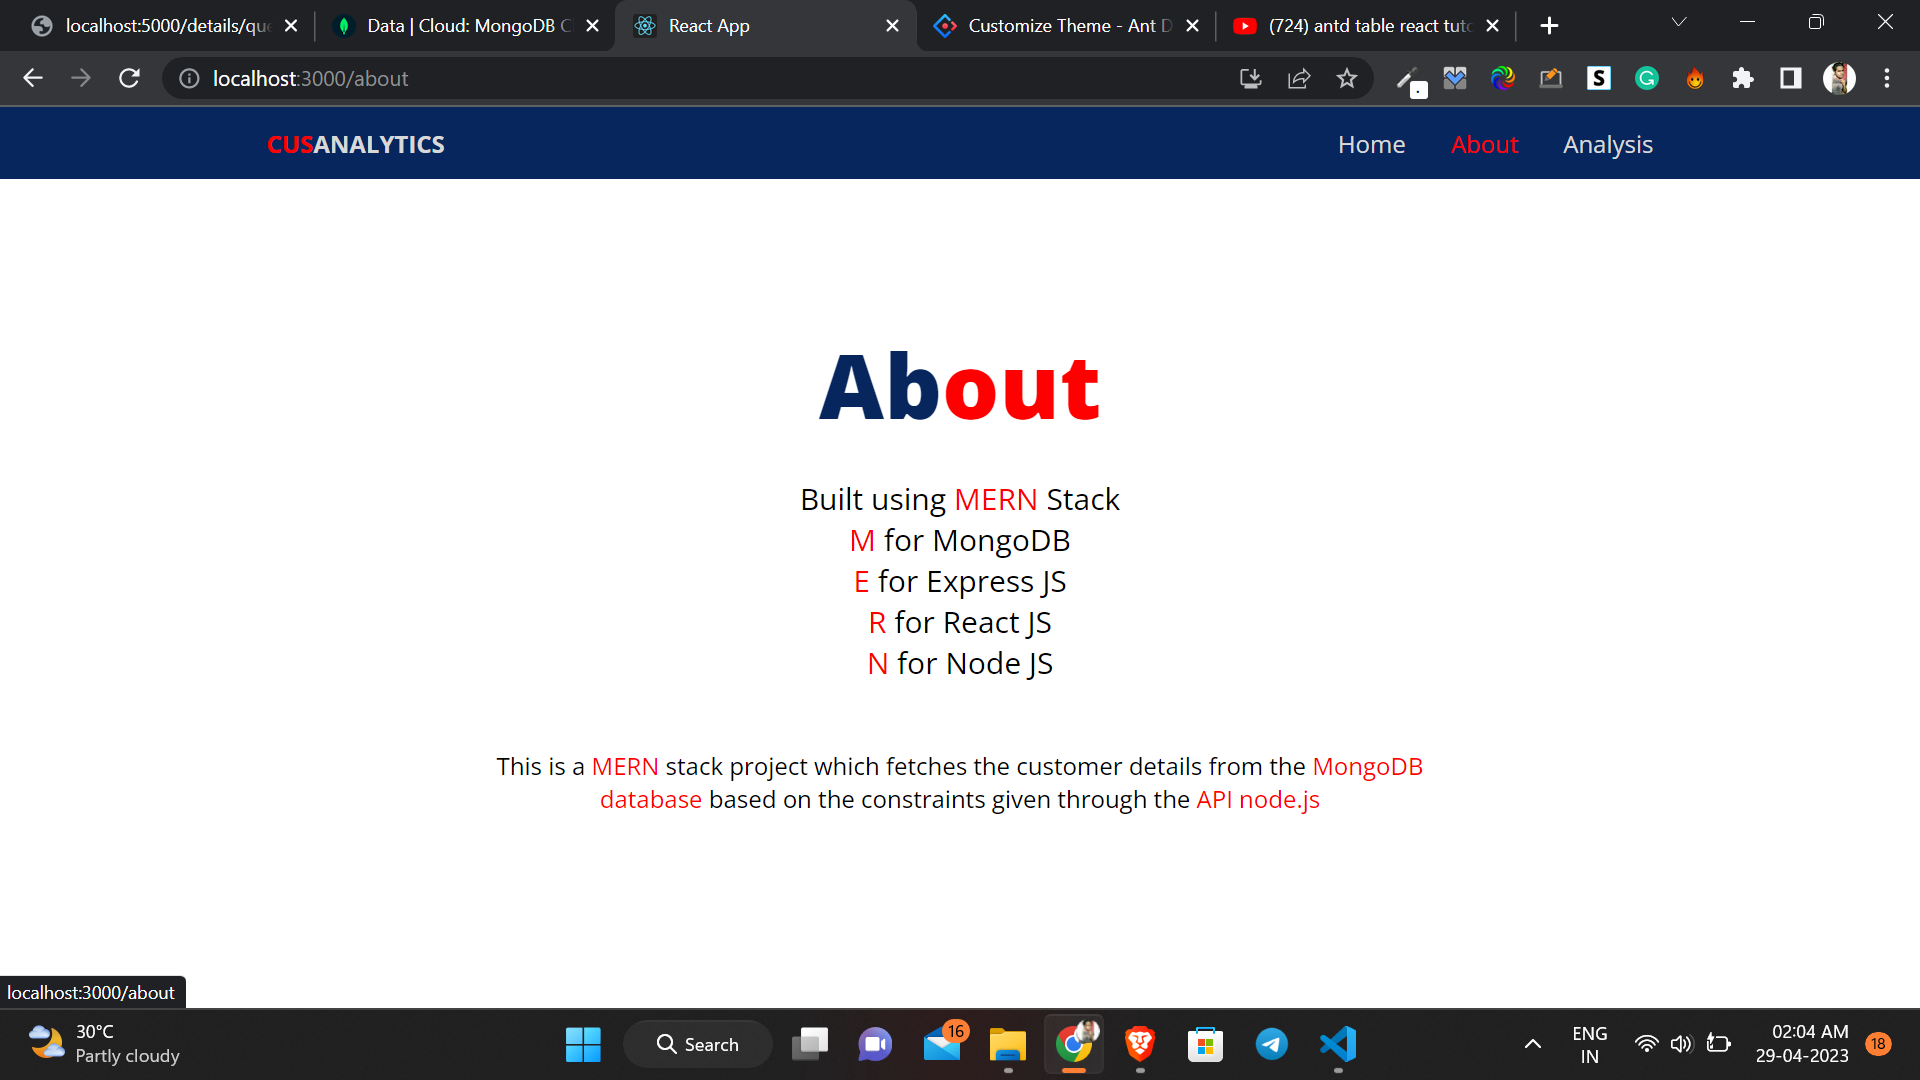 localhost:5000/details/que
Data | Cloud: MongoDB C
React App
Customize Theme - Ant D
(724) antd table react tuto
localhost:3000/about
CUSANALYTICS
Home
About
Analysis
About
Built using MERN Stack
M for MongoDB
E for Express JS
R for React JS
N for Node JS
This is a MERN stack project which fetches the customer details from the MongoDB
database based on the constraints given through the API node.js
localhost:3000/about
30°C
Partly cloudy
Search
16
ENG
IN
02:04 AM
29-04-2023
18